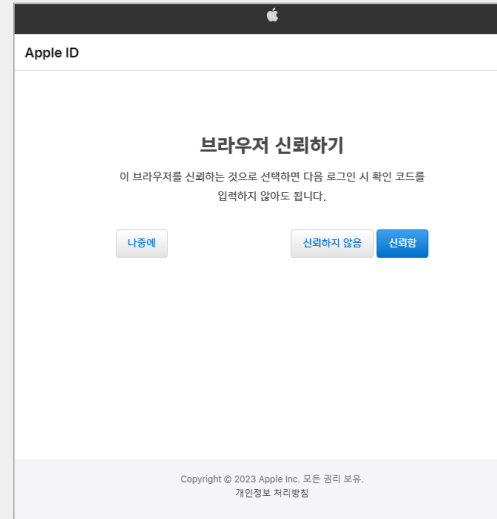 Apple ID
브라우저 신뢰하기
이 브라우저를 신뢰하는 것으로 선택하면 다음 로그인 시 확인 코드를
입력하지 않아도 됩니다.
나중에 신뢰하지 않음 신뢰함
Copyright © 2023 Apple Inc. 모든 권리 보유.
개인정보 처리방침